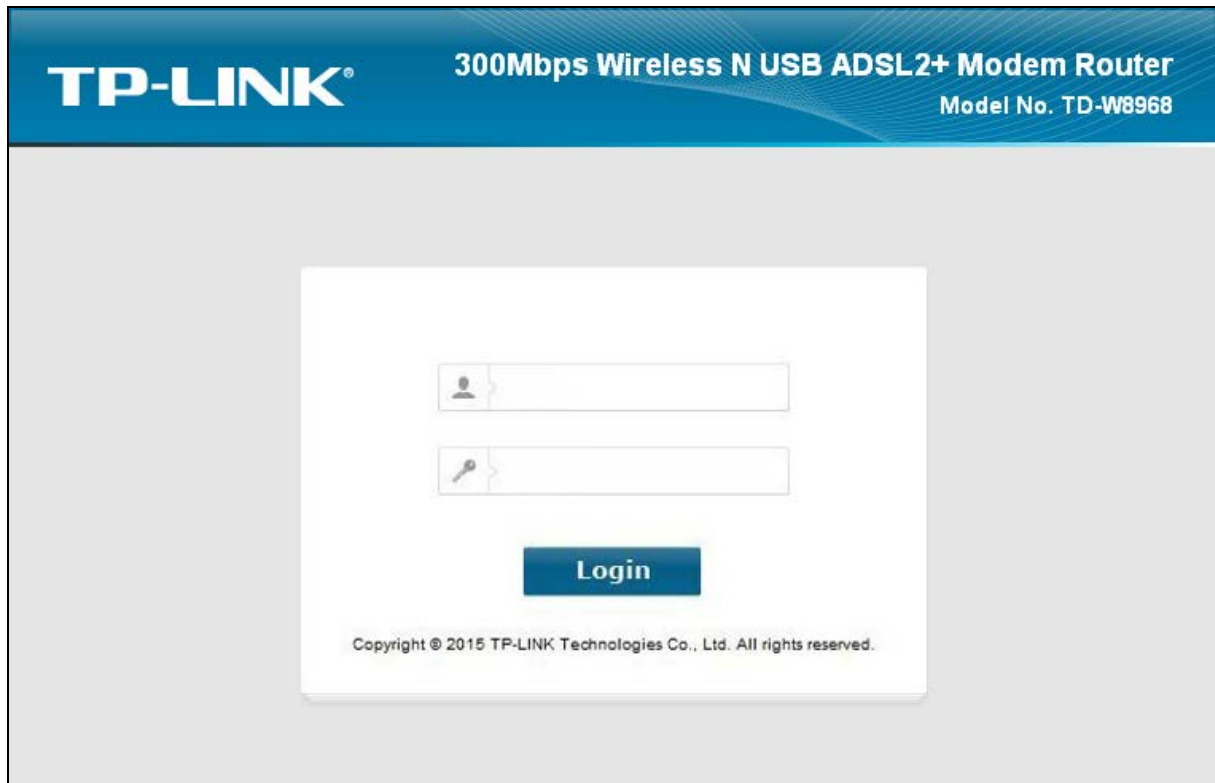 TP-LINK®
300Mbps Wireless N USB ADSL2+ Modem Router
Model No. TD-W8968
Login
Copyright © 2015 TP-LINK Technologies Co., Ltd. All rights reserved.